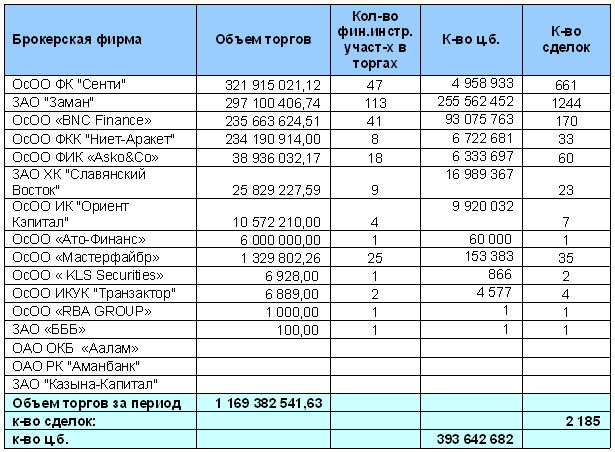 Брокерская фирма Объем торгов Кол-во фин.инстр. участ-х в торгах К-во ц.б. К-во сделок
ОсОО ФК "Сенти" 321 915 021,12 47 4 958 933 661
ЗАО "Заман" 297 100 406,74 113 255 562 452 1244
ОсОО «BNC Finance» 235 663 624,51 41 93 075 763 170
ОсОО ФКК "Ниет-Аракет" 234 190 914,00 8 6 722 681 33
ОсОО ФИК «Asko&Co» 38 936 032,17 18 6 333 697 60
ЗАО ХК "Славянский Восток" 25 829 227,59 9 16 989 367 23
ОсОО ИК "Ориент Кэпитал" 10 572 210,00 4 9 920 032 7
ОсОО «Ато-Финанс» 6 000 000,00 1 60 000 1
ОсОО «Мастерфайбр» 1 329 802,26 25 153 383 35
ОсОО « KLS Securities» 6 928,00 1 866 2
ОсОО ИКУК "Транзактор" 6 889,00 2 4 577 4
ОсОО «RBA GROUP» 1 000,00 1 1 1
ЗАО «БББ» 100,00 1 1 1
ОАО ОКБ «Аалам»
ОАО РК "Аманбанк"
ЗАО "Казына-Капитал"
Объем торгов за период 1 169 382 541,63
к-во сделок: 2 185
к-во ц.б. 393 642 682